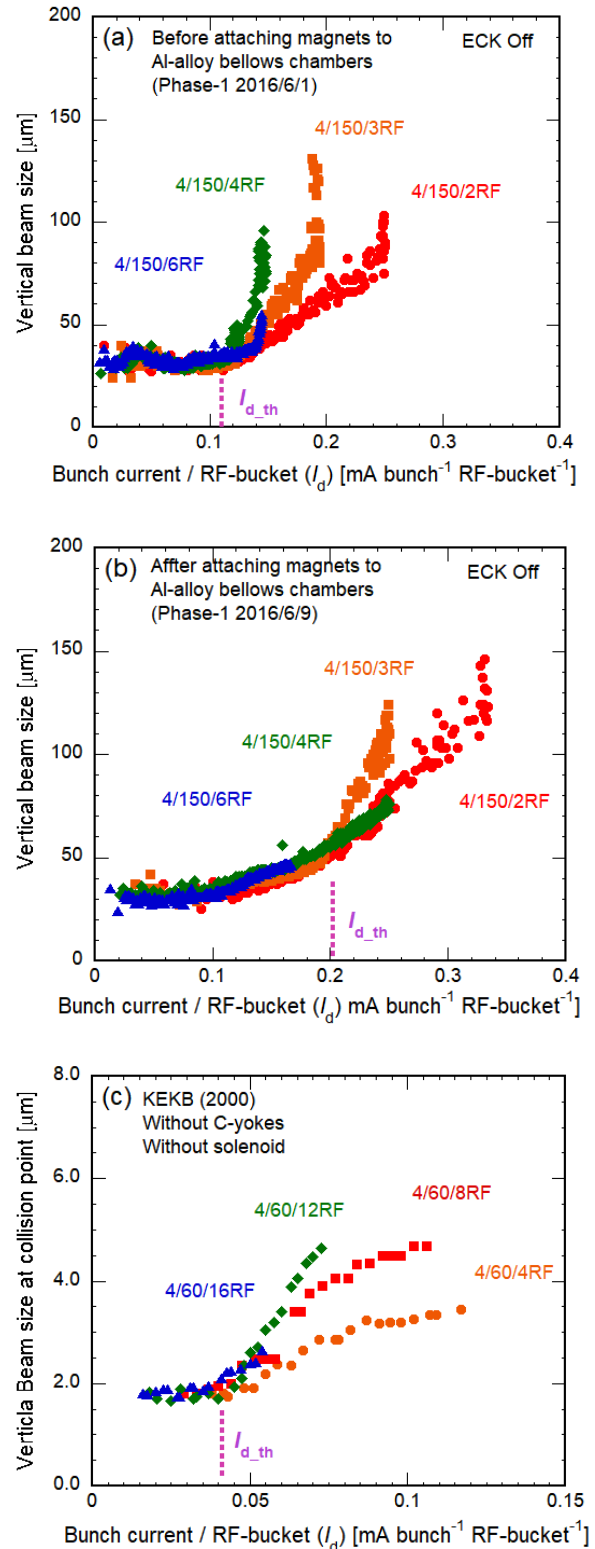 (a) Before attaching magnets to ECK Off
Al-alloy bellows chambers
(Phase-1 2016/6/1)
200
150
100
50
0
Vertical beam size [μm]
4/150/3RF
4/150/4RF
4/150/2RF
4/150/6RF
I_d_th
0 0.1 0.2 0.3 0.4
Bunch current / RF-bucket (I_d) [mA bunch⁻¹ RF-bucket⁻¹]
(b) Affter attaching magnets to ECK Off
Al-alloy bellows chambers
(Phase-1 2016/6/9)
200
150
100
50
0
Vertical beam size [μm]
4/150/3RF
4/150/4RF
4/150/6RF
4/150/2RF
I_d_th
0 0.1 0.2 0.3 0.4
Bunch current / RF-bucket (I_d) mA bunch⁻¹ RF-bucket⁻¹]
(c) KEKB (2000)
Without C-yokes
Without solenoid
8.0
6.0
4.0
2.0
0.0
Verticla Beam size at collision point [μm]
4/60/12RF
4/60/8RF
4/60/16RF
4/60/4RF
I_d_th
0 0.05 0.1 0.15
Bunch current / RF-bucket (I_d) [mA bunch⁻¹ RF-bucket⁻¹]